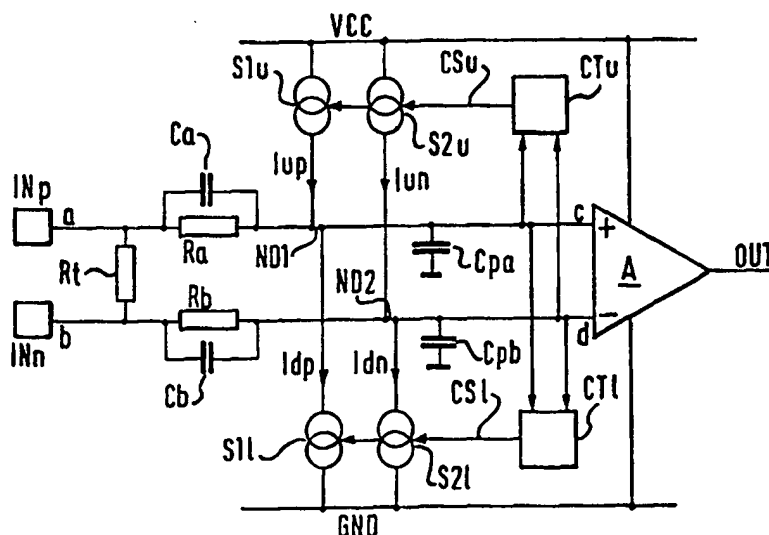 VCC
S1u
CSu
CTu
S2u
Ca
Iup
Iun
INp
a
Ra
ND1
c
+
Cpa
A
OUT
Rt
Rb
ND2
−
d
INn
b
Cb
Idp
Idn
Cpb
CSl
CTl
S1l
S2l
GND